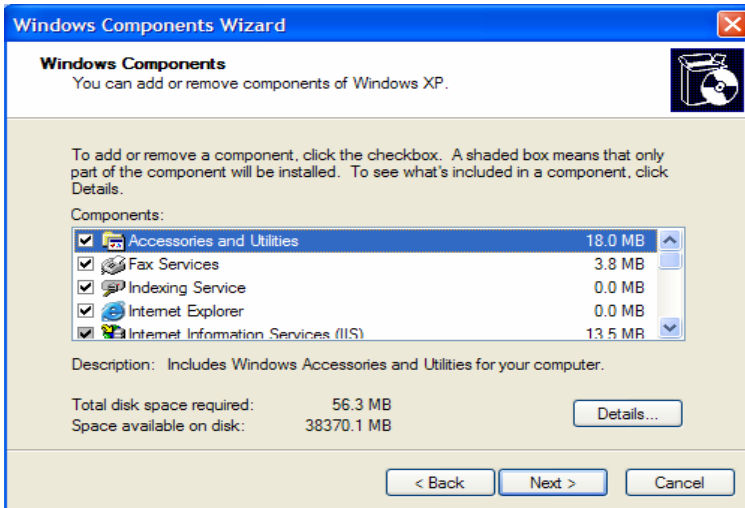 Windows Components Wizard
Windows Components
You can add or remove components of Windows XP.
To add or remove a component, click the checkbox. A shaded box means that only
part of the component will be installed. To see what's included in a component, click
Details.
Components:
Accessories and Utilities 18.0 MB
Fax Services 3.8 MB
Indexing Service 0.0 MB
Internet Explorer 0.0 MB
Internet Information Services (IIS) 13.5 MB
Description: Includes Windows Accessories and Utilities for your computer.
Total disk space required: 56.3 MB
Space available on disk: 38370.1 MB
Details...
< Back Next > Cancel